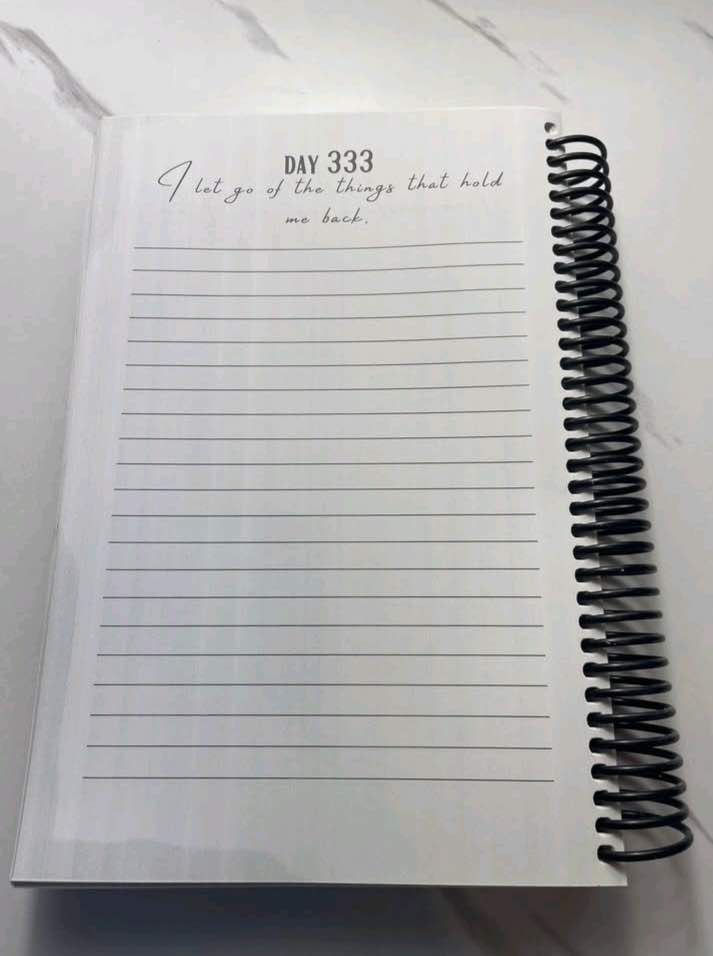 DAY 333
I let go of the things that hold
me back.